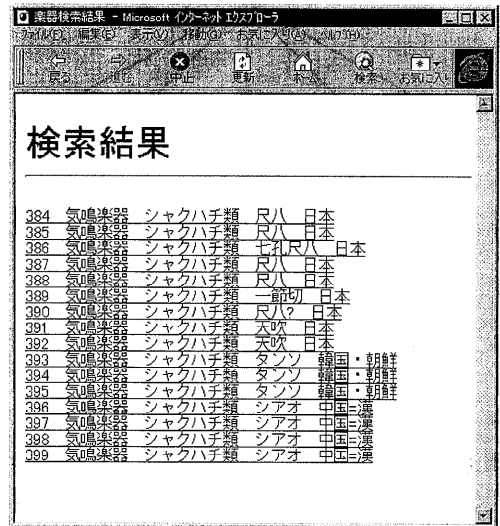 楽器検索結果 - Microsoft インターネット エクスプローラ
ファイル(F) 編集(E) 表示(V) 移動(G) お気に入り(A) ヘルプ(H)
戻る 進む 中止 更新 ホーム 検索 お気に入り
検索結果
384 気鳴楽器 シャクハチ類 尺八 日本
385 気鳴楽器 シャクハチ類 尺八 日本
386 気鳴楽器 シャクハチ類 七孔尺八 日本
387 気鳴楽器 シャクハチ類 尺八 日本
388 気鳴楽器 シャクハチ類 尺八 日本
389 気鳴楽器 シャクハチ類 一節切 日本
390 気鳴楽器 シャクハチ類 尺八? 日本
391 気鳴楽器 シャクハチ類 天吹 日本
392 気鳴楽器 シャクハチ類 天吹 日本
393 気鳴楽器 シャクハチ類 タンソ 韓国・朝鮮
394 気鳴楽器 シャクハチ類 タンソ 韓国・朝鮮
395 気鳴楽器 シャクハチ類 タンソ 韓国・朝鮮
396 気鳴楽器 シャクハチ類 シアオ 中国=漢
397 気鳴楽器 シャクハチ類 シアオ 中国=漢
398 気鳴楽器 シャクハチ類 シアオ 中国=漢
399 気鳴楽器 シャクハチ類 シアオ 中国=漢